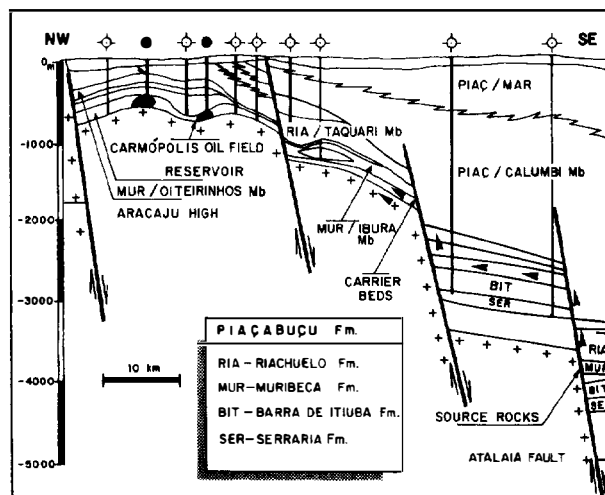 NW
SE
0m
-1000
-2000
-3000
-4000
-5000
PIAÇ/MAR
RIA/TAQUARI Mb
CARMÓPOLIS OIL FIELD
PIAÇ/CALUMBI Mb
RESERVOIR
MUR/OITEIRINHOS Mb
ARACAJU HIGH
MUR/IBURA
Mb
CARRIER
BEDS
BIT
SER
10 km
PIAÇABUÇU Fm.
RIA-RIACHUELO Fm.
MUR-MURIBECA Fm.
BIT-BARRA DE ITIUBA Fm.
SER-SERRARIA Fm.
RIA
MUR
BIT
SE
SOURCE ROCKS
ATALAIA FAULT